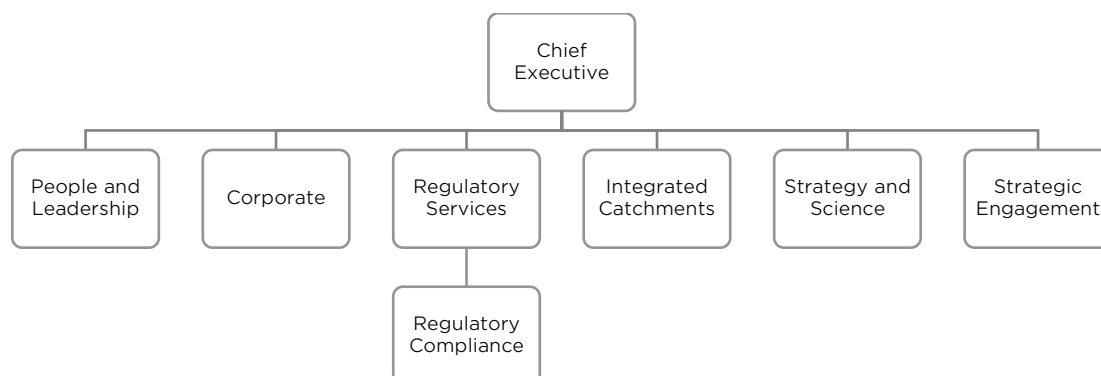 Chief
Executive
People and
Leadership
Corporate
Regulatory
Services
Integrated
Catchments
Strategy and
Science
Strategic
Engagement
Regulatory
Compliance